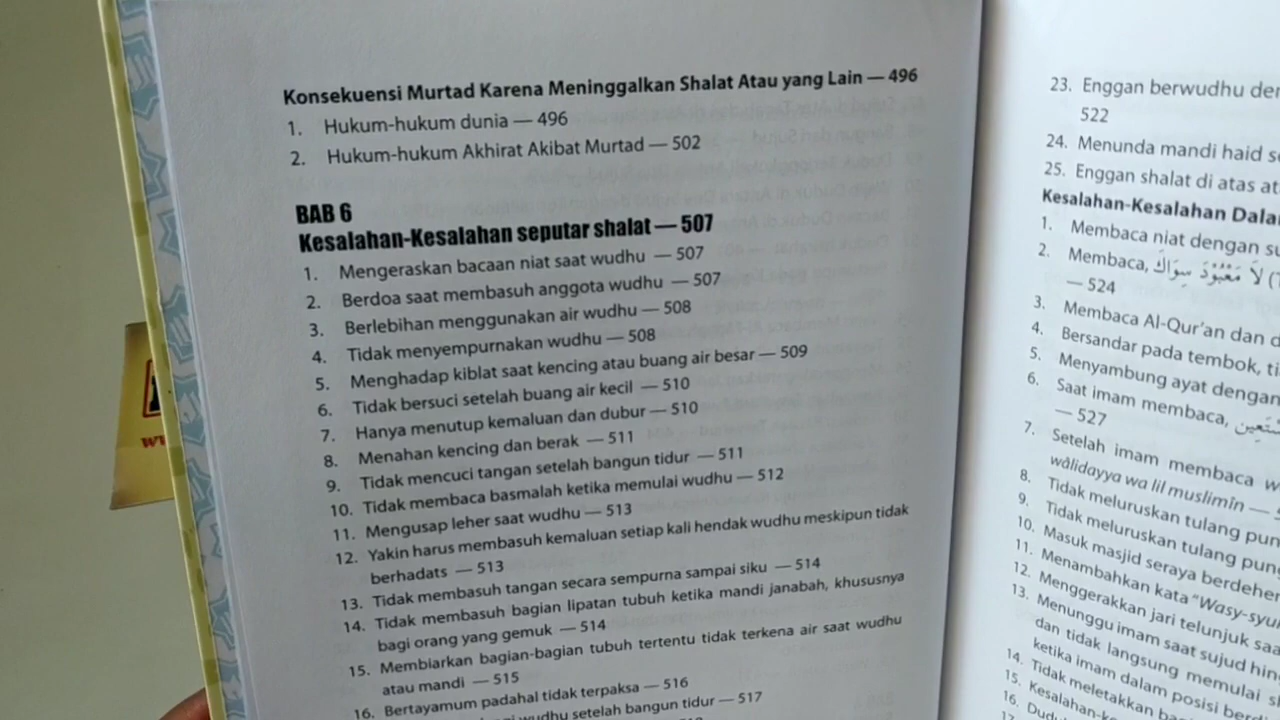 Konsekuensi Murtad Karena Meninggalkan Shalat Atau yang Lain — 496
1. Hukum-hukum dunia — 496
2. Hukum-hukum Akhirat Akibat Murtad — 502
BAB 6
Kesalahan-Kesalahan seputar shalat — 507
1. Mengeraskan bacaan niat saat wudhu — 507
2. Berdoa saat membasuh anggota wudhu — 507
3. Berlebihan menggunakan air wudhu — 508
4. Tidak menyempurnakan wudhu — 508
5. Menghadap kiblat saat kencing atau buang air besar — 509
6. Tidak bersuci setelah buang air kecil — 510
7. Hanya menutup kemaluan dan dubur — 510
8. Menahan kencing dan berak — 511
9. Tidak mencuci tangan setelah bangun tidur — 511
10. Tidak membaca basmalah ketika memulai wudhu — 512
11. Mengusap leher saat wudhu — 513
12. Yakin harus membasuh kemaluan setiap kali hendak wudhu meskipun tidak
berhadats — 513
13. Tidak membasuh tangan secara sempurna sampai siku — 514
14. Tidak membasuh bagian lipatan tubuh ketika mandi janabah, khususnya
bagi orang yang gemuk — 514
15. Membiarkan bagian-bagian tubuh tertentu tidak terkena air saat wudhu
atau mandi — 515
16. Bertayamum padahal tidak terpaksa — 516
wudhu setelah bangun tidur — 517
23. Enggan berwudhu
522
24. Menunda mandi haid
25. Enggan shalat di atas
Kesalahan-Kesalahan
1. Membaca niat dengan
2. Membaca, لاَ مَعْبُوْدَ سِوَاكَ
— 524
3. Membaca Al-Qur'an dan
4. Bersandar pada tembok,
5. Menyambung ayat dengan
6. Saat imam membaca,
— 527
7. Setelah imam membaca
wâlidayya wa lil muslimîn —
8. Tidak meluruskan tulang
9. Tidak meluruskan tulang
10. Masuk masjid seraya
11. Menambahkan kata
12. Menggerakkan jari telunjuk
13. Menunggu imam saat sujud
dan tidak langsung memulai
ketika imam dalam posisi
14. Tidak meletakkan
15.
16.